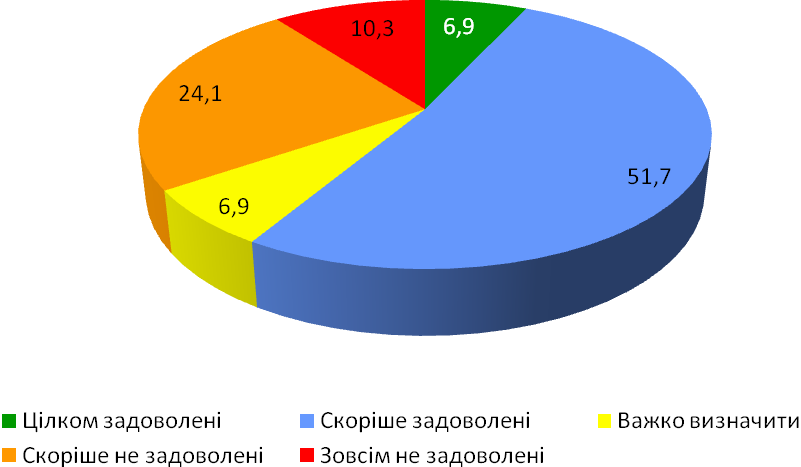 10,3
6,9
24,1
51,7
6,9
Цілком задоволені
Скоріше задоволені
Важко визначити
Скоріше не задоволені
Зовсім не задоволені